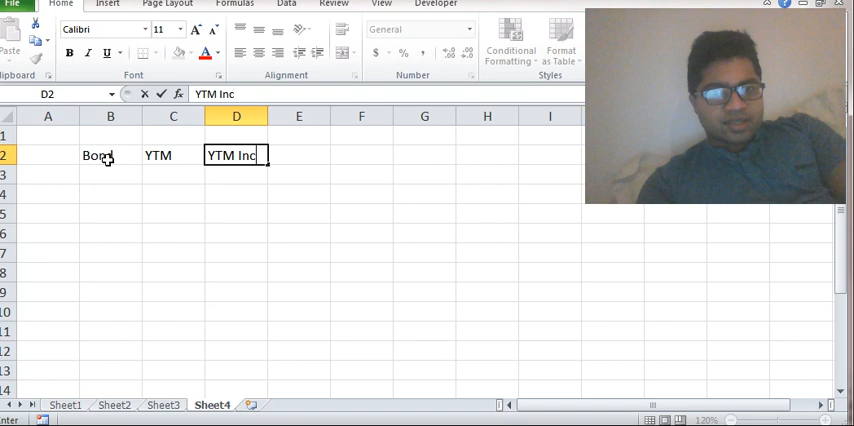 File Home Insert Page Layout Formulas Data Review View Developer
Calibri 11 A A General
Paste B I U A $ % , Conditional Formatting Format as Table
Clipboard Font Alignment Number Styles
D2 fx YTM Inc
A B C D E F G H I
1
2 Bond YTM YTM Inc
3
4
5
6
7
8
9
10
11
12
13
14
Sheet1 Sheet2 Sheet3 Sheet4
Enter 120%